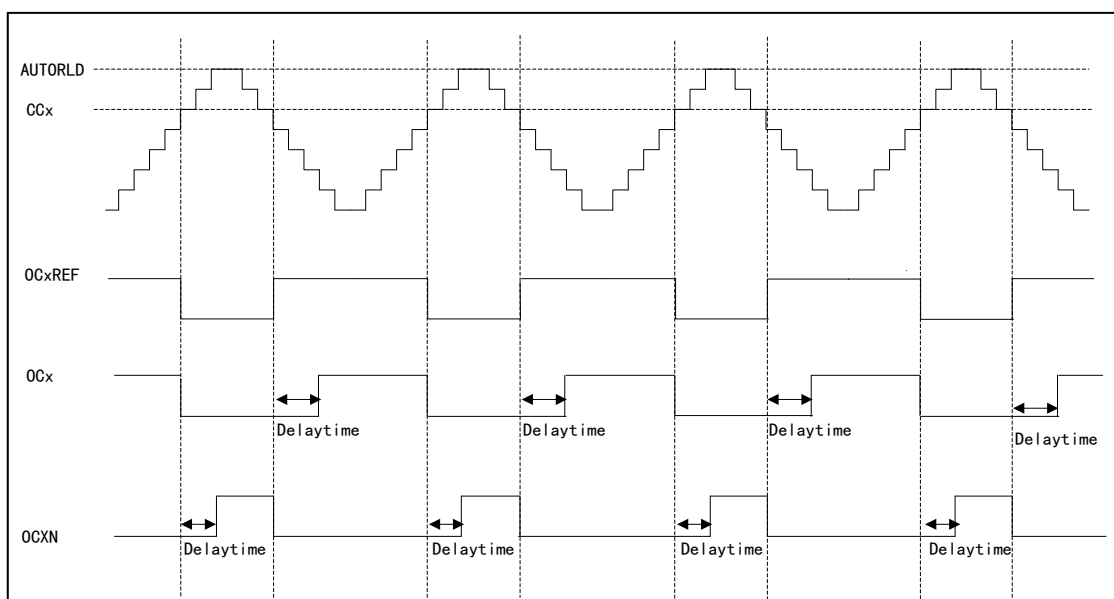 AUTORLD
CCx
OCxREF
OCx
Delaytime
Delaytime
Delaytime
Delaytime
OCXN
Delaytime
Delaytime
Delaytime
Delaytime